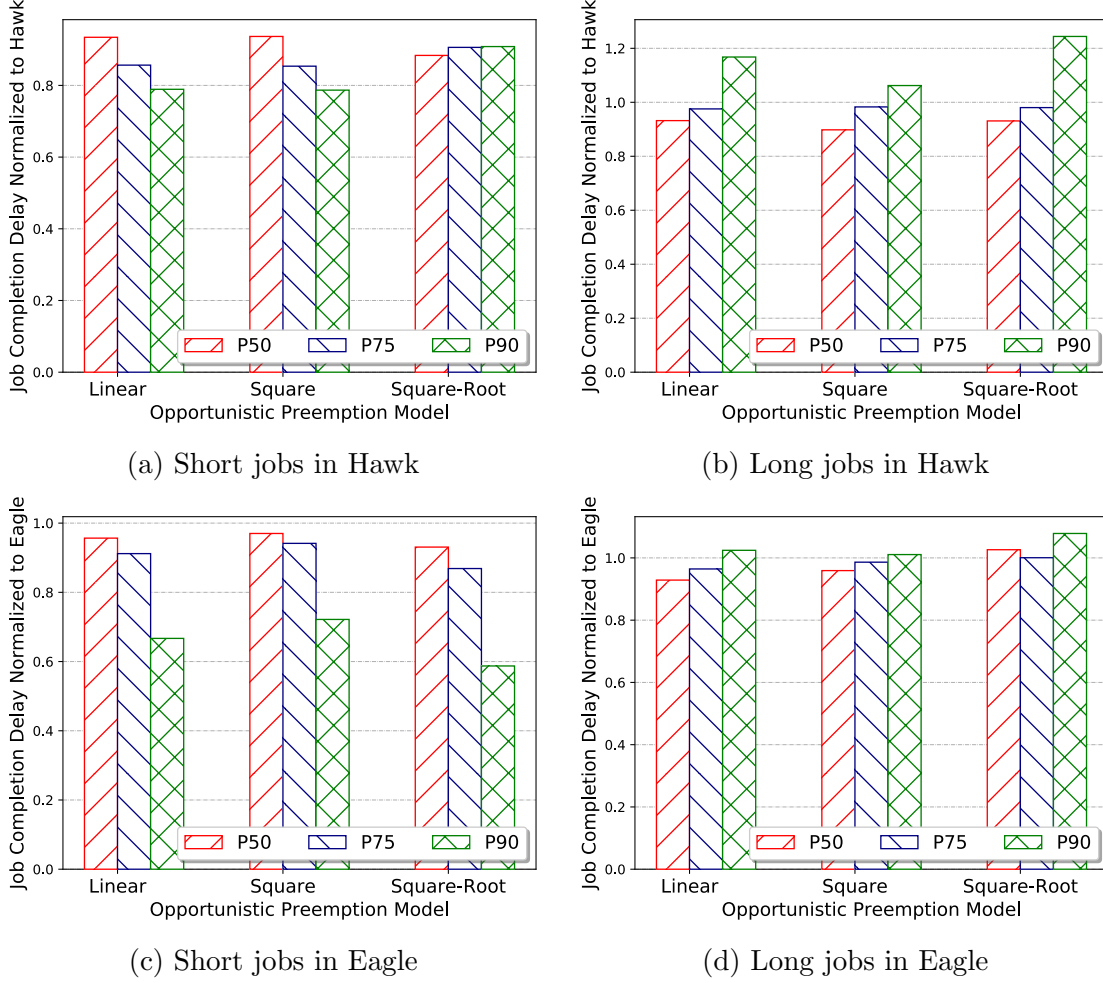 Job Completion Delay Normalized to Hawk
0.8
0.6
0.4
0.2
0.0
P50 P75 P90
Linear Square Square-Root
Opportunistic Preemption Model
(a) Short jobs in Hawk
Job Completion Delay Normalized to Hawk
1.2
1.0
0.8
0.6
0.4
0.2
0.0
P50 P75 P90
Linear Square Square-Root
Opportunistic Preemption Model
(b) Long jobs in Hawk
Job Completion Delay Normalized to Eagle
1.0
0.8
0.6
0.4
0.2
0.0
P50 P75 P90
Linear Square Square-Root
Opportunistic Preemption Model
(c) Short jobs in Eagle
Job Completion Delay Normalized to Eagle
1.0
0.8
0.6
0.4
0.2
0.0
P50 P75 P90
Linear Square Square-Root
Opportunistic Preemption Model
(d) Long jobs in Eagle